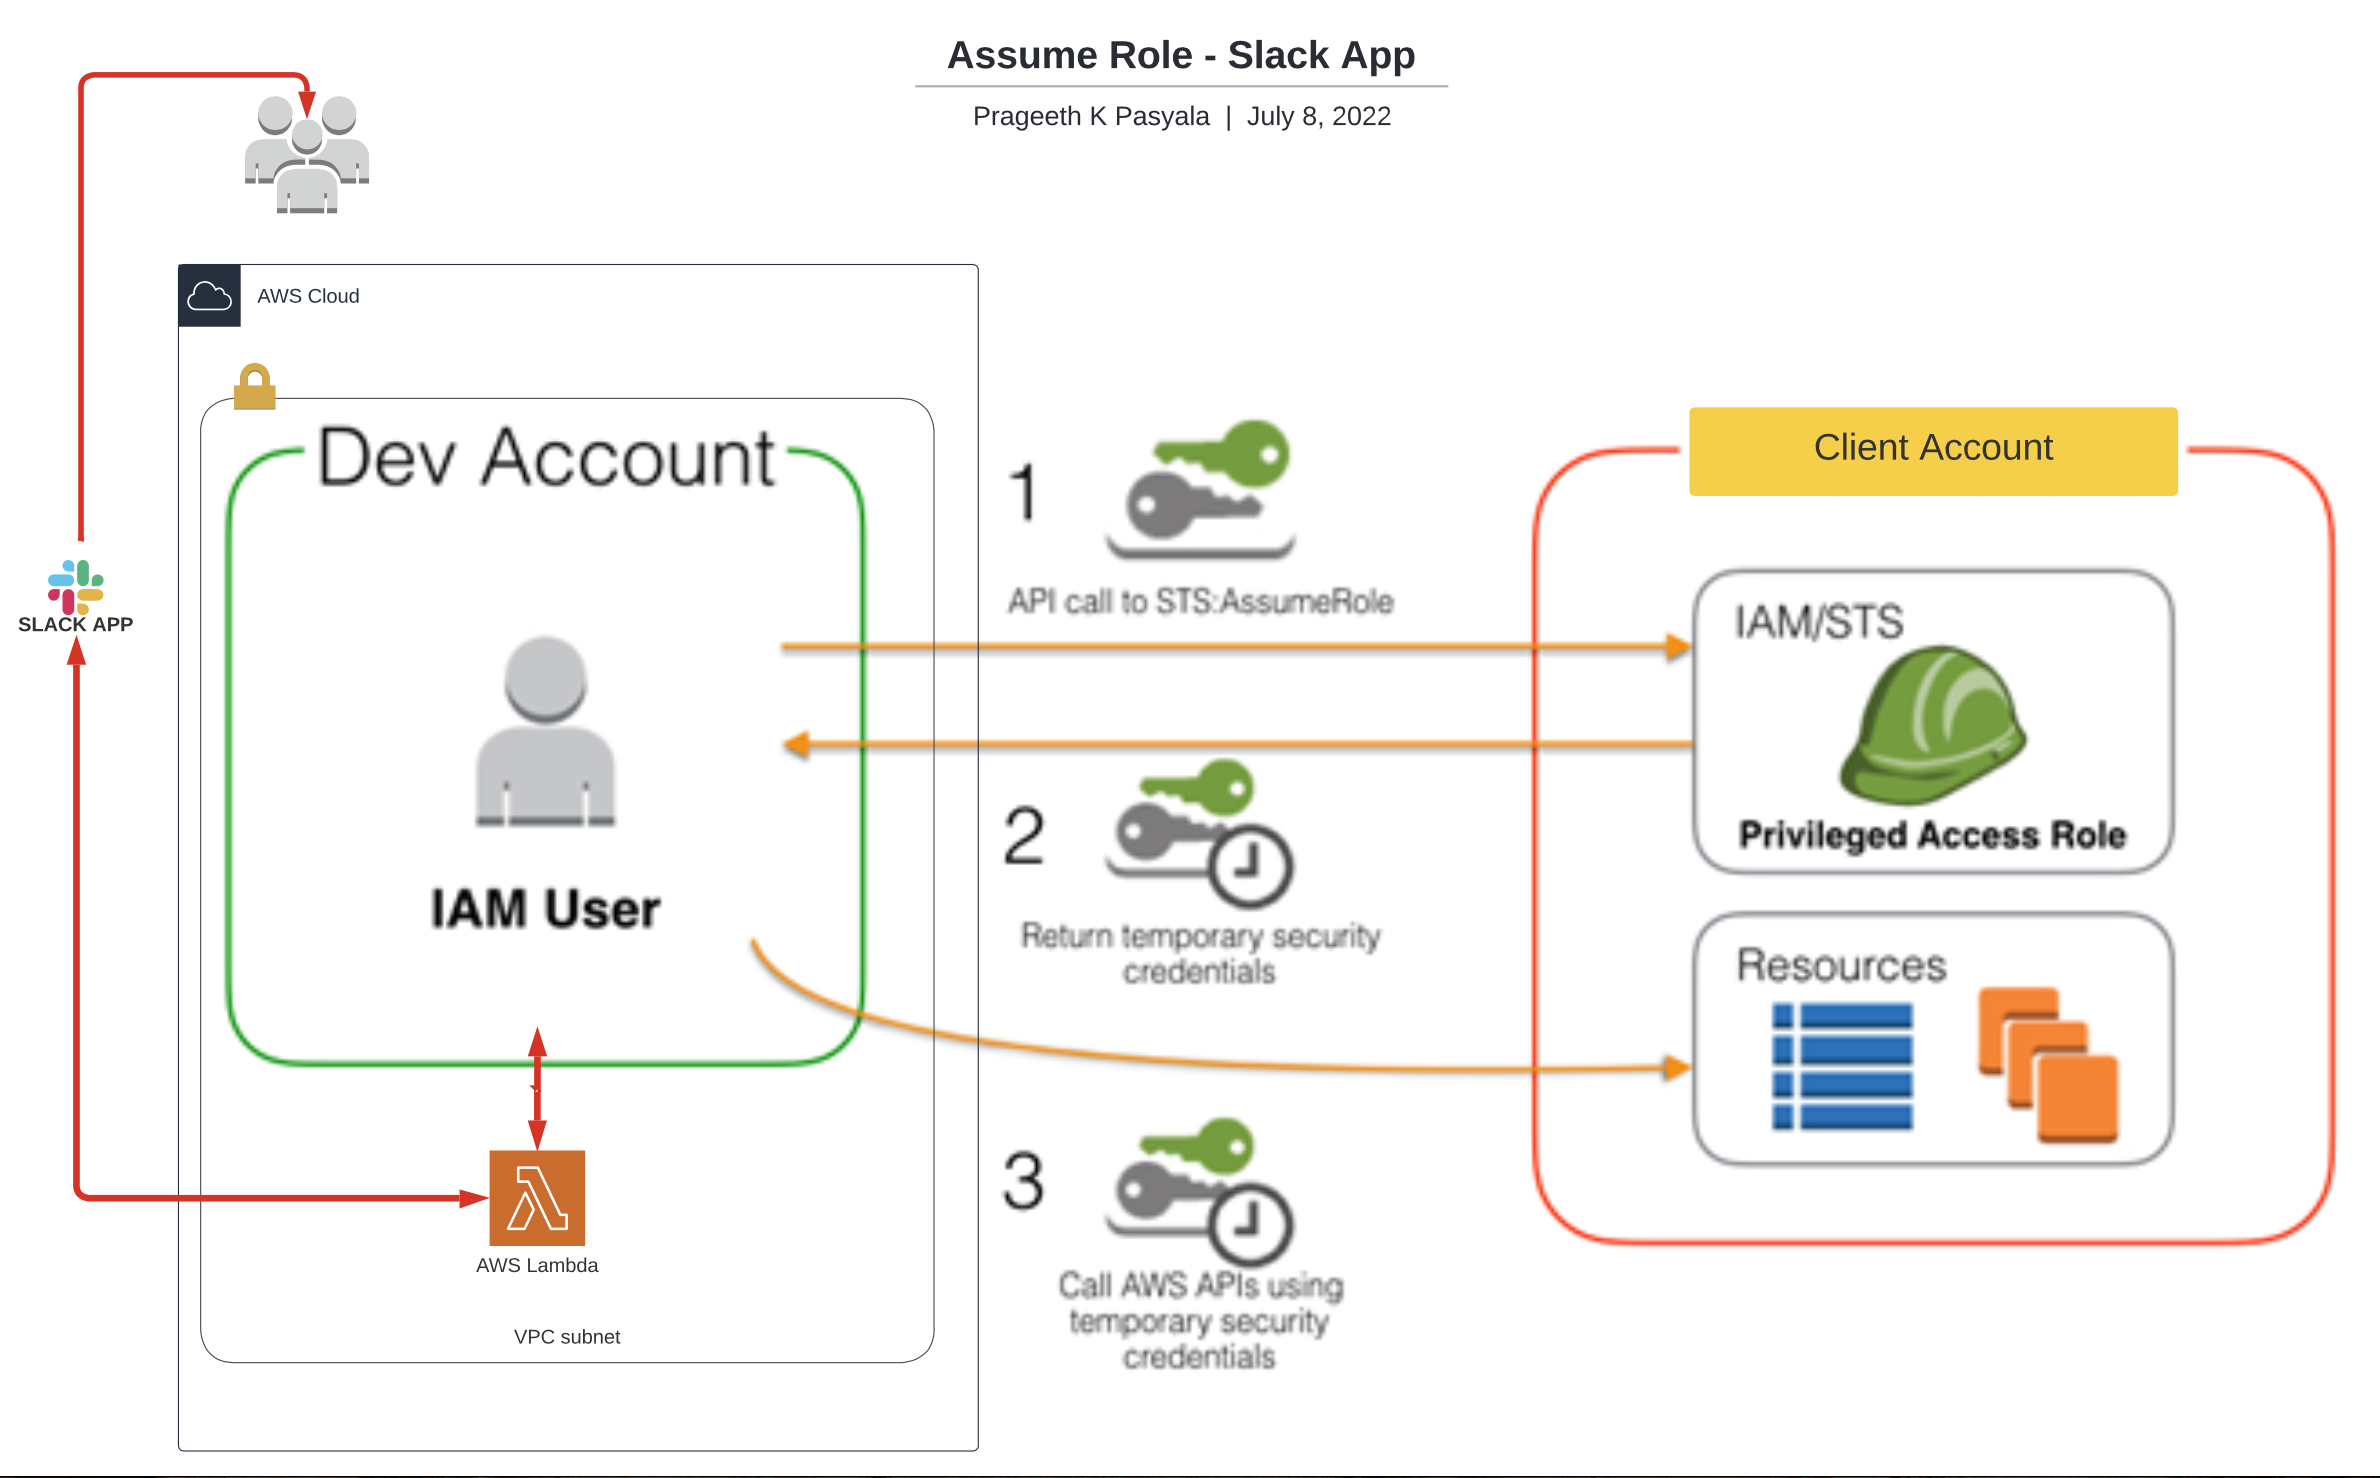 Assume Role - Slack App
Prageeth K Pasyala | July 8, 2022
AWS Cloud
Dev Account
IAM User
SLACK APP
AWS Lambda
VPC subnet
1
API call to STS:AssumeRole
2
Return temporary security
credentials
3
Call AWS APIs using
temporary security
credentials
Client Account
IAM/STS
Privileged Access Role
Resources